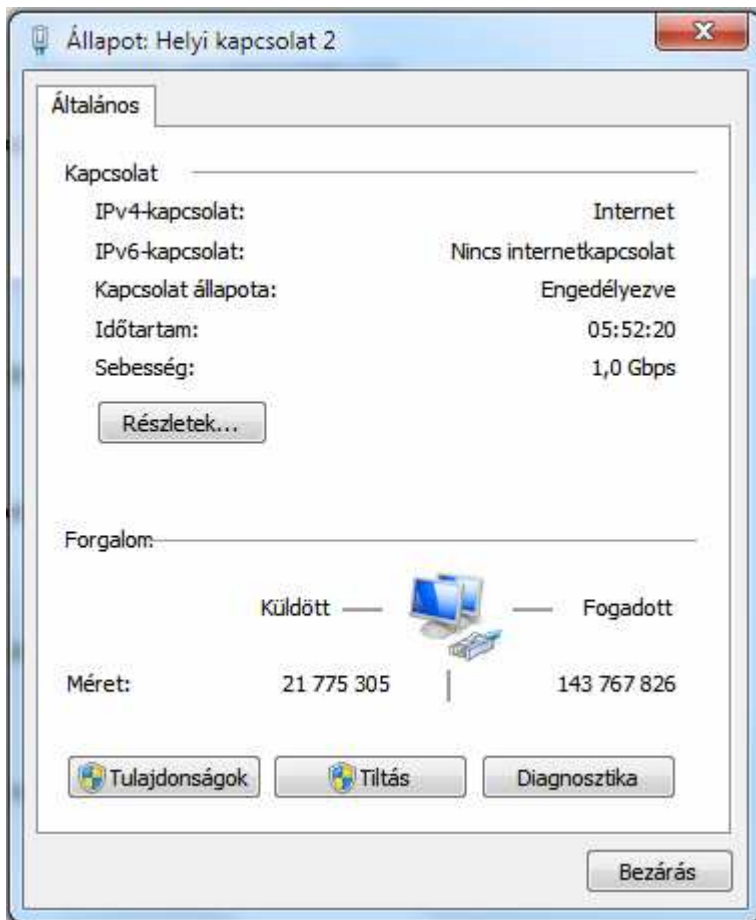 Állapot: Helyi kapcsolat 2
Általános
Kapcsolat
IPv4-kapcsolat: Internet
IPv6-kapcsolat: Nincs internetkapcsolat
Kapcsolat állapota: Engedélyezve
Időtartam: 05:52:20
Sebesség: 1,0 Gbps
Részletek...
Forgalom
Küldött Fogadott
Méret: 21 775 305 143 767 826
Tulajdonságok Tiltás Diagnosztika
Bezárás